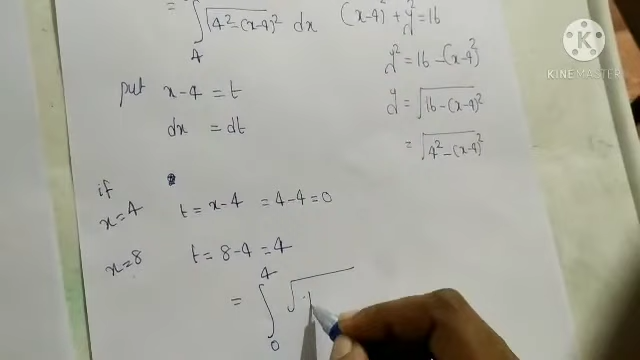 = ∫ √4²-(x-4)² dx (x-4)² + y² = 16
4
y² = 16 - (x-4)²
KINEMASTER
put x-4 = t
y = √16-(x-4)²
dx = dt
= √4²-(x-4)²
if
x=4 t = x-4 = 4-4 = 0
x=8 t = 8-4 = 4
4
= ∫ √
0